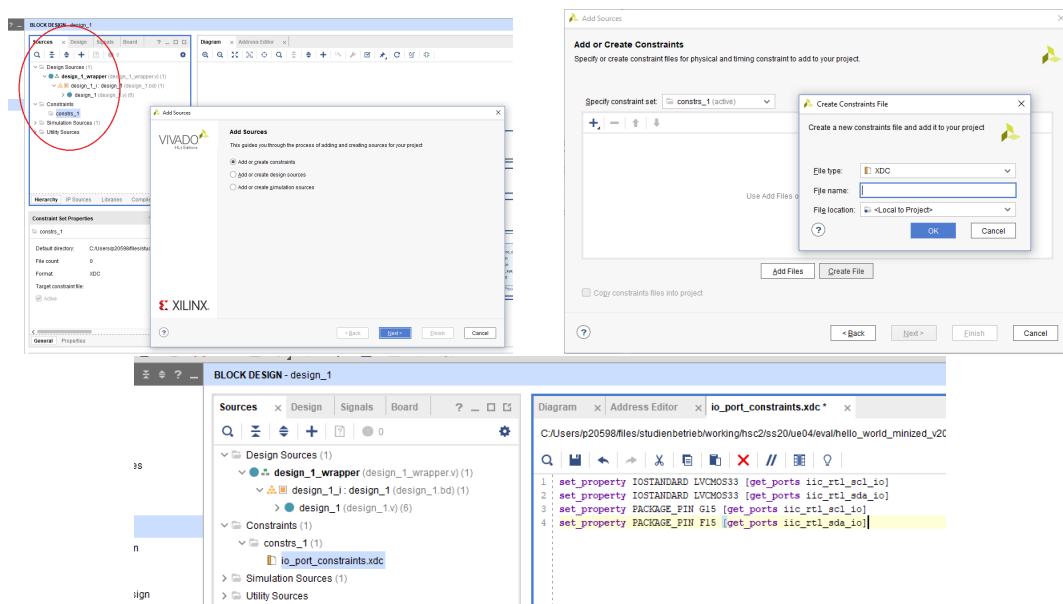 ? _
BLOCK DESIGN - design_1
Sources x Design Signals Board ? _
0
Design Sources (1)
design_1_wrapper (design_1_wrapper.v) (1)
design_1_i : design_1 (design_1.bd) (1)
design_1 (design_1.v) (6)
Constraints
constrs_1
Simulation Sources (1)
Utility Sources
Hierarchy IP Sources Libraries
Constraint Set Properties
constrs_1
Default directory: C:/Users/p20598/files/
File count 0
Format XDC
Target constraint file:
Active
General Properties
Diagram x Address Editor x
Add Sources
VIVADO
HLx Editions
Add Sources
This guides you through the process of adding and creating sources for your project
Add or create constraints
Add or create design sources
Add or create simulation sources
XILINX
?
< Back Next > Finish Cancel
Add Sources
Add or Create Constraints
Specify or create constraint files for physical and timing constraint to add to your project.
Specify constraint set: constrs_1 (active)
Use Add Files
Add Files Create File
Copy constraints files into project
?
< Back Next > Finish Cancel
Create Constraints File
Create a new constraints file and add it to your project
File type: XDC
File name:
File location: <Local to Project>
?
OK Cancel
? _
BLOCK DESIGN - design_1
Sources x Design Signals Board ? _
0
Design Sources (1)
design_1_wrapper (design_1_wrapper.v) (1)
design_1_i : design_1 (design_1.bd) (1)
design_1 (design_1.v) (6)
Constraints (1)
constrs_1 (1)
io_port_constraints.xdc
Simulation Sources (1)
Utility Sources
Diagram x Address Editor x io_port_constraints.xdc * x
C:/Users/p20598/files/studienbetrieb/working/hsc2/ss20/ue04/eval/hello_world_minized_v20
1 set_property IOSTANDARD LVCMOS33 [get_ports iic_rtl_scl_io]
2 set_property IOSTANDARD LVCMOS33 [get_ports iic_rtl_sda_io]
3 set_property PACKAGE_PIN G15 [get_ports iic_rtl_scl_io]
4 set_property PACKAGE_PIN F15 [get_ports iic_rtl_sda_io]